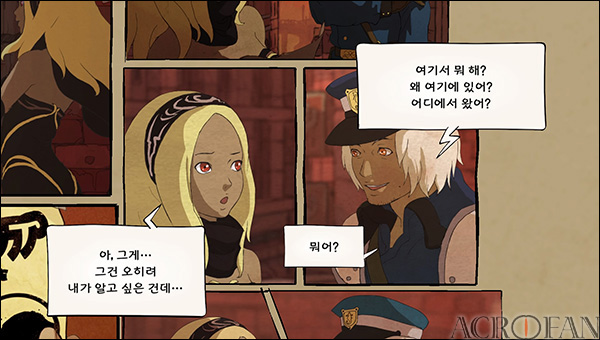 여기서 뭐 해?
왜 여기에 있어?
어디에서 왔어?
아, 그게…
그건 오히려
내가 알고 싶은 건데…
뭐어?
ACROFAN